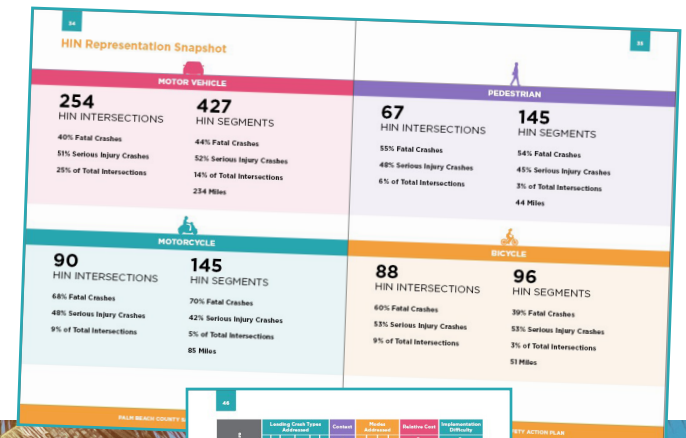 34
35
HIN Representation Snapshot
MOTOR VEHICLE
254
HIN INTERSECTIONS
40% Fatal Crashes
51% Serious Injury Crashes
25% of Total Intersections
427
HIN SEGMENTS
44% Fatal Crashes
52% Serious Injury Crashes
14% of Total Intersections
234 Miles
PEDESTRIAN
67
HIN INTERSECTIONS
55% Fatal Crashes
48% Serious Injury Crashes
6% of Total Intersections
145
HIN SEGMENTS
54% Fatal Crashes
45% Serious Injury Crashes
3% of Total Intersections
44 Miles
MOTORCYCLE
90
HIN INTERSECTIONS
68% Fatal Crashes
48% Serious Injury Crashes
9% of Total Intersections
145
HIN SEGMENTS
70% Fatal Crashes
42% Serious Injury Crashes
5% of Total Intersections
85 Miles
BICYCLE
88
HIN INTERSECTIONS
60% Fatal Crashes
53% Serious Injury Crashes
9% of Total Intersections
96
HIN SEGMENTS
39% Fatal Crashes
53% Serious Injury Crashes
3% of Total Intersections
51 Miles
PALM BEACH COUNTY
ACTION PLAN
Leading Crash Types Addressed
Context
Modes Addressed
Relative Cost
Implementation Difficulty